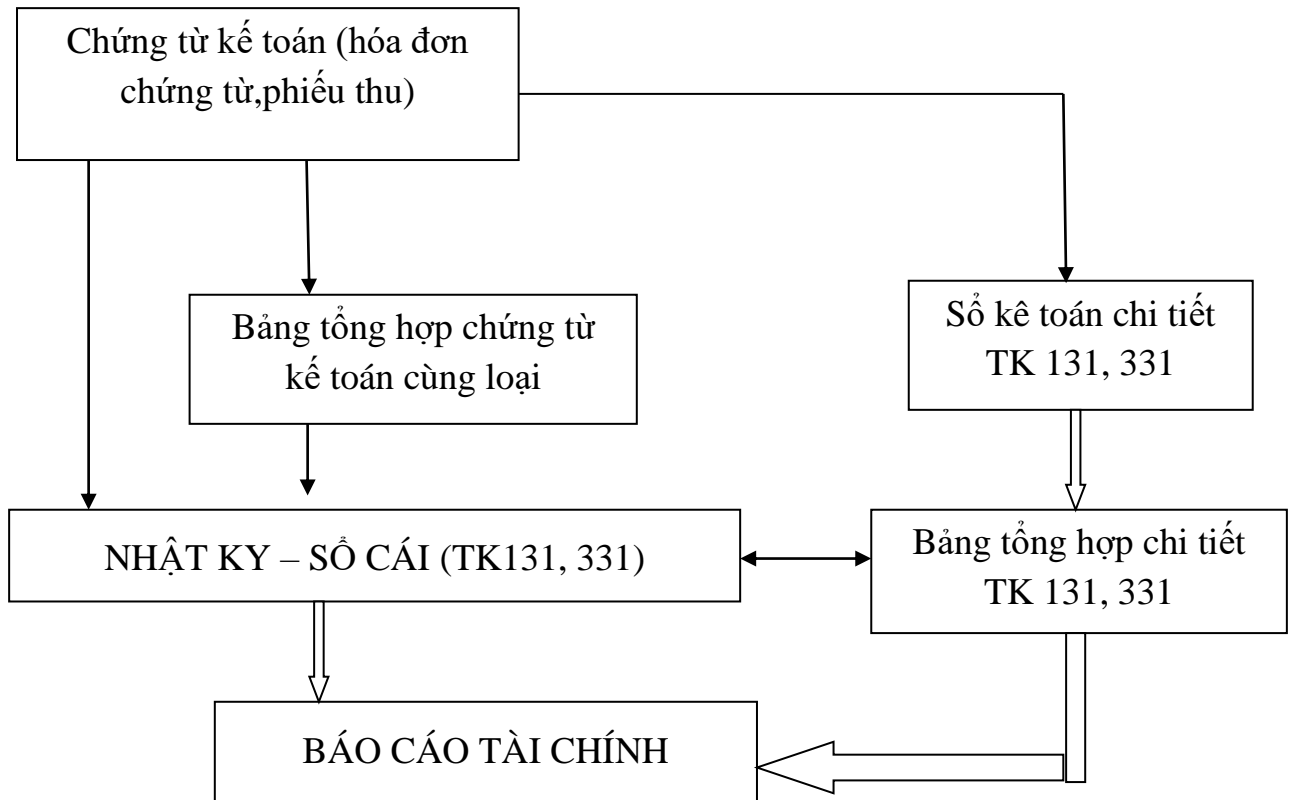 Chứng từ kế toán (hóa đơn
chứng từ,phiếu thu)
Bảng tổng hợp chứng từ
kế toán cùng loại
Sổ kê toán chi tiết
TK 131, 331
NHẬT KY – SỔ CÁI (TK131, 331)
Bảng tổng hợp chi tiết
TK 131, 331
BÁO CÁO TÀI CHÍNH